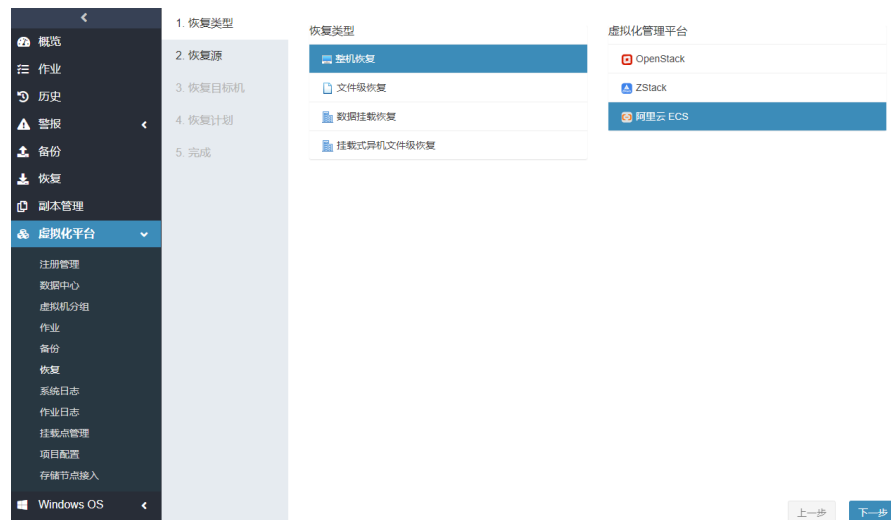 概览
作业
历史
警报
备份
恢复
副本管理
虚拟化平台
注册管理
数据中心
虚拟机分组
作业
备份
恢复
系统日志
作业日志
挂载点管理
项目配置
存储节点接入
Windows OS
1. 恢复类型
2. 恢复源
3. 恢复目标机
4. 恢复计划
5. 完成
恢复类型
整机恢复
文件级恢复
数据挂载恢复
挂载式异机文件级恢复
虚拟化管理平台
OpenStack
ZStack
阿里云 ECS
上一步
下一步